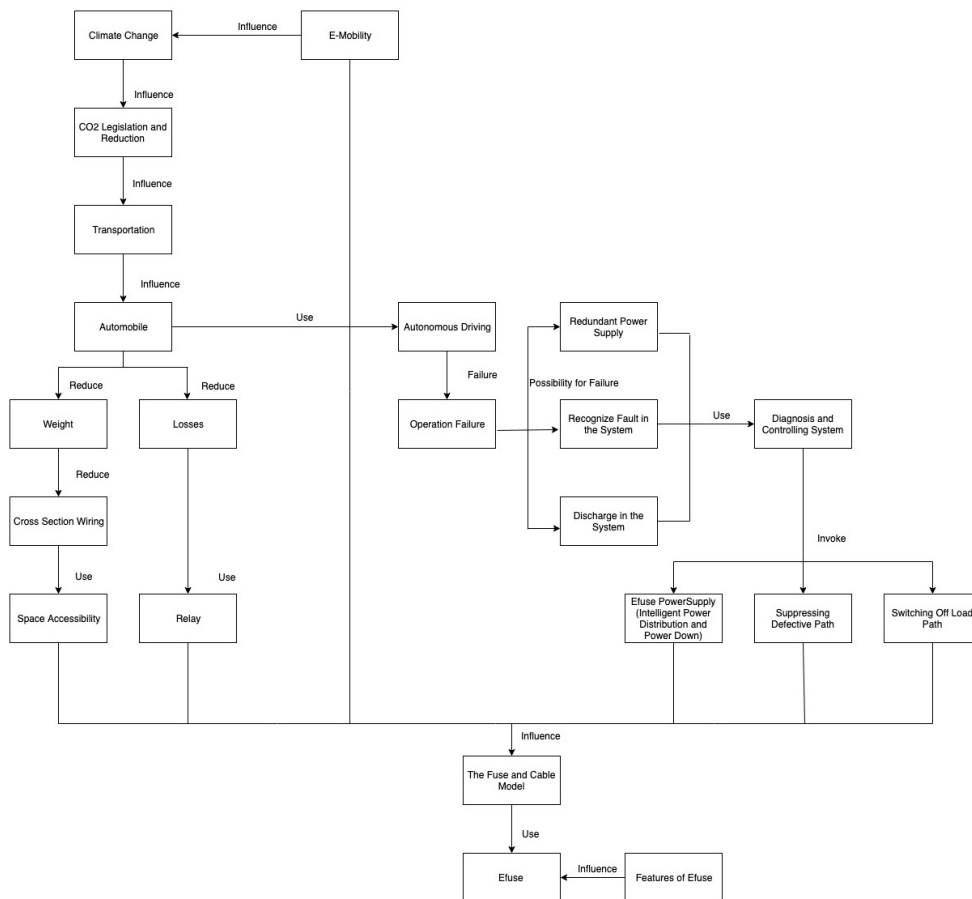 Influence
Climate Change
E-Mobility
Influence
CO2 Legislation and
Reduction
Influence
Transportation
Influence
Automobile
Use
Autonomous Driving
Redundant Power
Supply
Failure
Possibility for Failure
Reduce
Reduce
Weight
Losses
Operation Failure
Recognize Fault in
the System
Use
Diagnosis and
Controlling System
Reduce
Cross Section Wiring
Discharge in the
System
Invoke
Use
Use
Space Accessibility
Relay
Efuse PowerSupply
(Intelligent Power
Distribution and
Power Down)
Suppressing
Defective Path
Switching Off Load
Path
Influence
The Fuse and Cable
Model
Use
Efuse
Influence
Features of Efuse